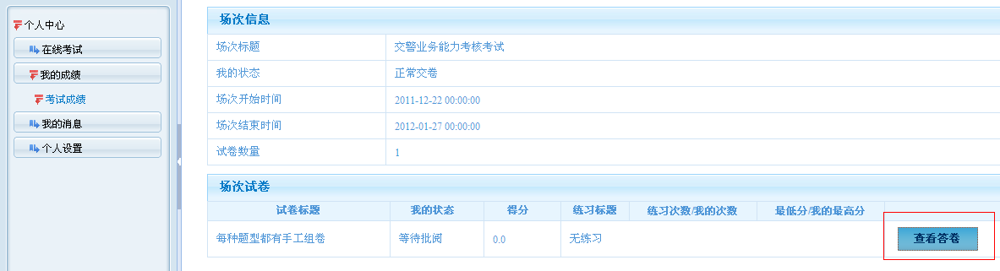 个人中心
在线考试
我的成绩
考试成绩
我的消息
个人设置
场次信息
场次标题 交警业务能力考核考试
我的状态 正常交卷
场次开始时间 2011-12-22 00:00:00
场次结束时间 2012-01-27 00:00:00
试卷数量 1
场次试卷
试卷标题 我的状态 得分 练习标题 练习次数/我的次数 最低分/我的最高分
每种题型都有手工组卷 等待批阅 0.0 无练习 查看答卷